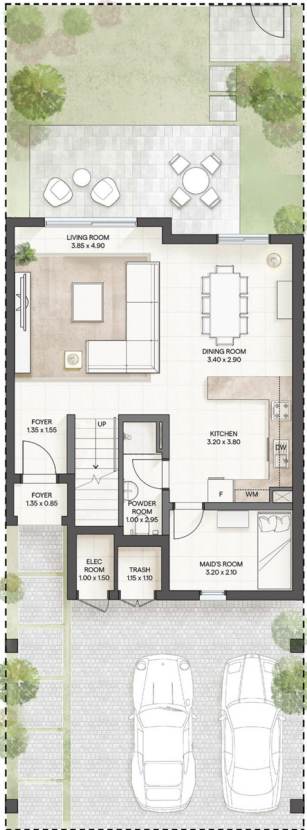 LIVING ROOM
3.85 x 4.90
DINING ROOM
3.40 x 2.90
FOYER
1.35 x 1.55
UP
KITCHEN
3.20 x 3.80
DW
FOYER
1.35 x 0.85
POWDER
ROOM
1.00 x 2.95
F
WM
ELEC
ROOM
1.00 x 1.50
TRASH
1.15 x 1.10
MAID'S ROOM
3.20 x 2.10